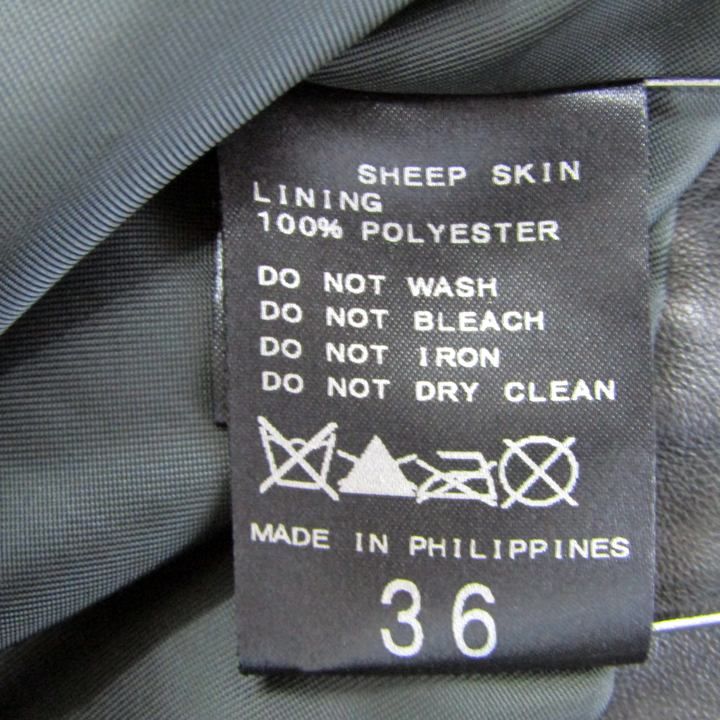 SHEEP SKIN
LINING
100% POLYESTER
DO NOT WASH
DO NOT BLEACH
DO NOT IRON
DO NOT DRY CLEAN
MADE IN PHILIPPINES
36